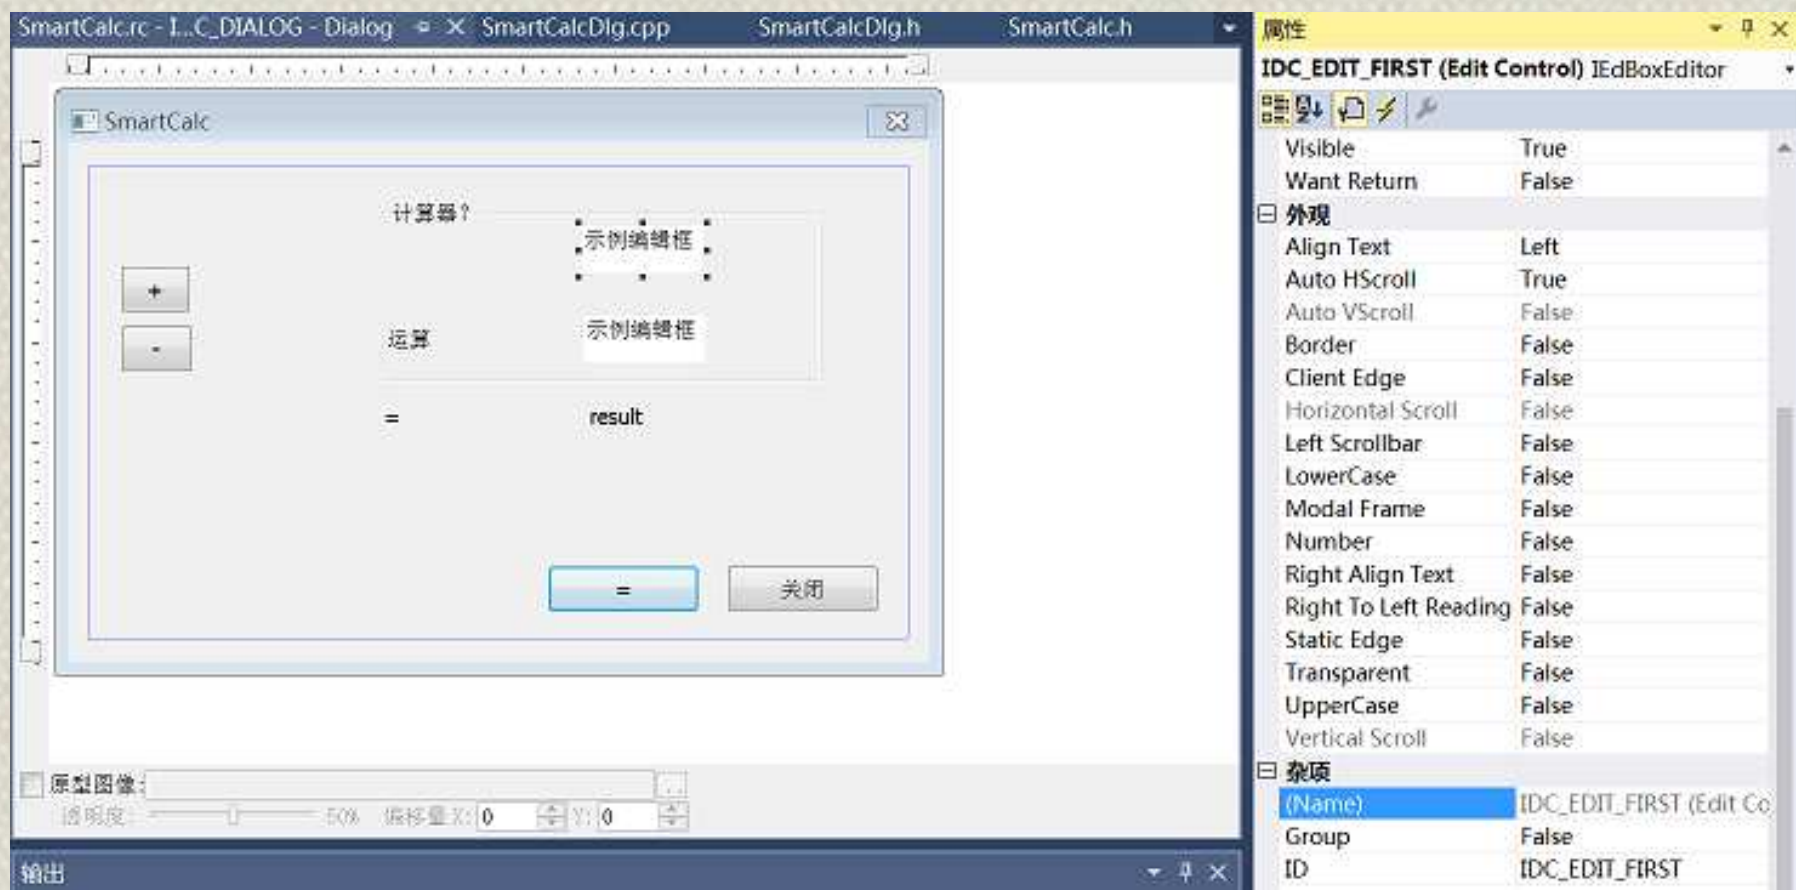 SmartCalc.rc - I...C_DIALOG - Dialog SmartCalcDlg.cpp SmartCalcDlg.h SmartCalc.h
SmartCalc
计算器?
示例编辑框
+
-
运算
示例编辑框
= result
= 关闭
原型图像:
透明度: 50% 偏移量 X: 0 Y: 0
输出
属性
IDC_EDIT_FIRST (Edit Control) IEdBoxEditor
Visible True
Want Return False
外观
Align Text Left
Auto HScroll True
Auto VScroll False
Border False
Client Edge False
Horizontal Scroll False
Left Scrollbar False
LowerCase False
Modal Frame False
Number False
Right Align Text False
Right To Left Reading False
Static Edge False
Transparent False
UpperCase False
Vertical Scroll False
杂项
(Name) IDC_EDIT_FIRST (Edit Co
Group False
ID IDC_EDIT_FIRST